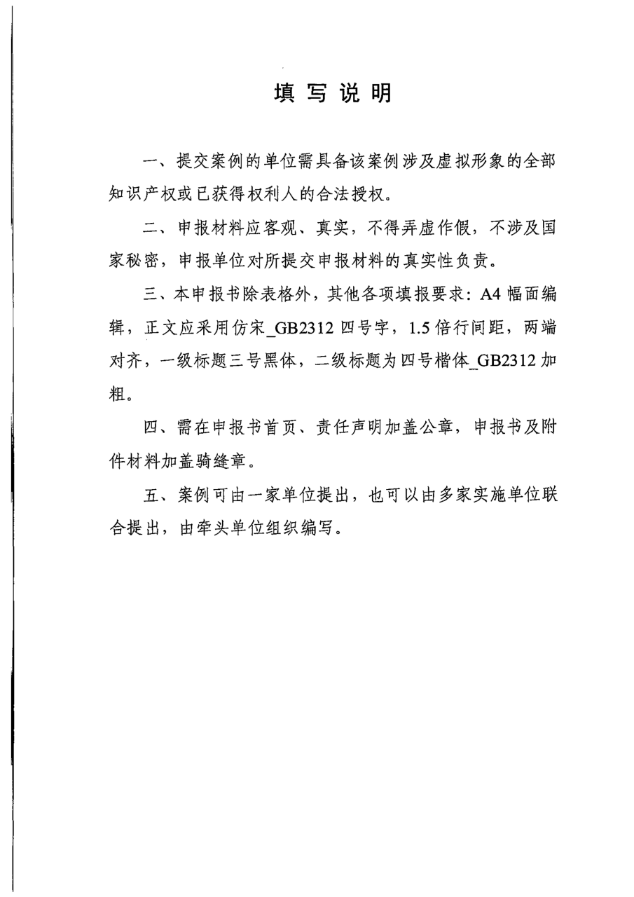 填写说明
一、提交案例的单位需具备该案例涉及虚拟形象的全部
知识产权或已获得权利人的合法授权。
二、申报材料应客观、真实，不得弄虚作假，不涉及国
家秘密，申报单位对所提交申报材料的真实性负责。
三、本申报书除表格外，其他各项填报要求：A4 幅面编
辑，正文应采用仿宋_GB2312 四号字，1.5 倍行间距，两端
对齐，一级标题三号黑体，二级标题为四号楷体_GB2312 加
粗。
四、需在申报书首页、责任声明加盖公章，申报书及附
件材料加盖骑缝章。
五、案例可由一家单位提出，也可以由多家实施单位联
合提出，由牵头单位组织编写。